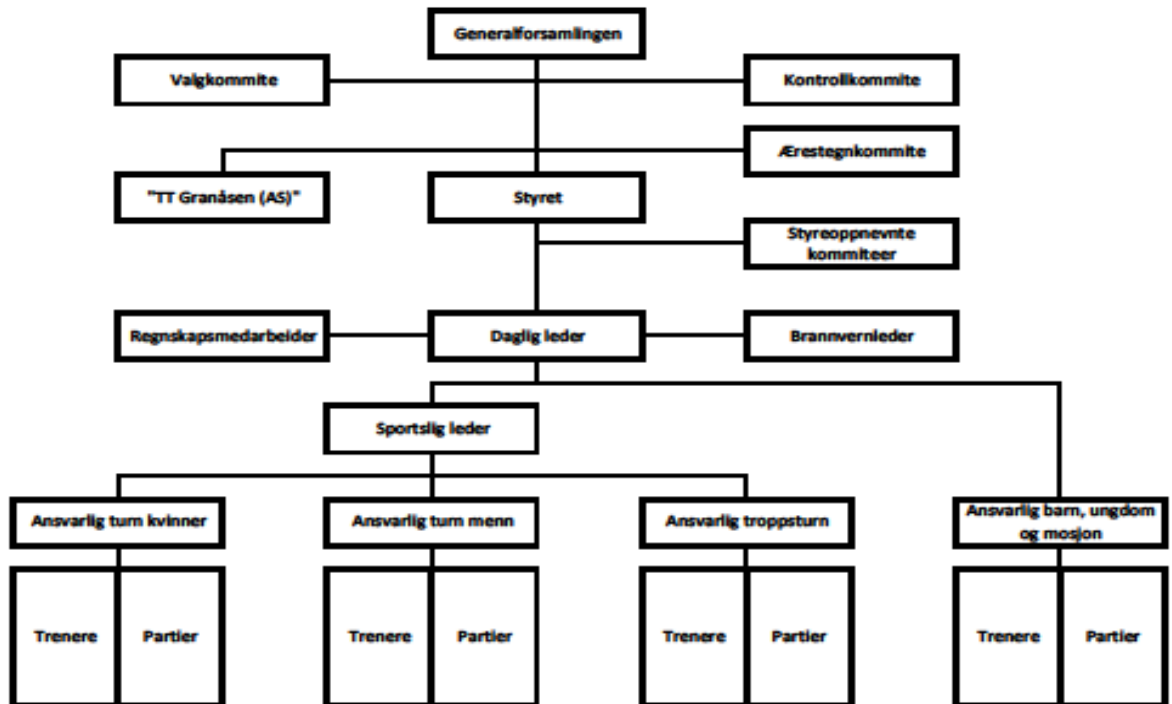 Generalforsamlingen
Valgkommite
Kontrollkommite
Ærestegnkommite
"TT Granåsen (AS)"
Styret
Styreoppnevnte
kommiteer
Regnskapsmedarbeider
Daglig leder
Brannvernleder
Sportslig leder
Ansvarlig turn kvinner
Ansvarlig turn menn
Ansvarlig troppsturn
Ansvarlig barn, ungdom
og mosjon
Trenere
Partier
Trenere
Partier
Trenere
Partier
Trenere
Partier